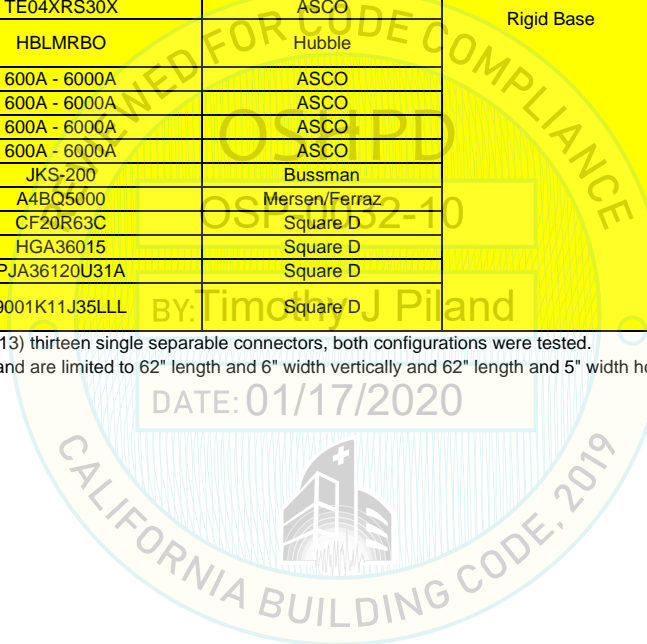 TE04XRS30X ASCO
Rigid Base
HBLMRBO Hubble
600A - 6000A ASCO
600A - 6000A ASCO
600A - 6000A ASCO
600A - 6000A ASCO
JKS-200 Bussman
A4BQ5000 Mersen/Ferraz
CF20R63C Square D
HGA36015 Square D
PJA36120U31A Square D
9001K11J35LLL Square D
13) thirteen single separable connectors, both configurations were tested.
and are limited to 62" length and 6" width vertically and 62" length and 5" width
REVIEWED FOR CODE COMPLIANCE
OSHPD
OSP-0032-10
BY: Timothy J Piland
DATE: 01/17/2020
CALIFORNIA BUILDING CODE, 2019